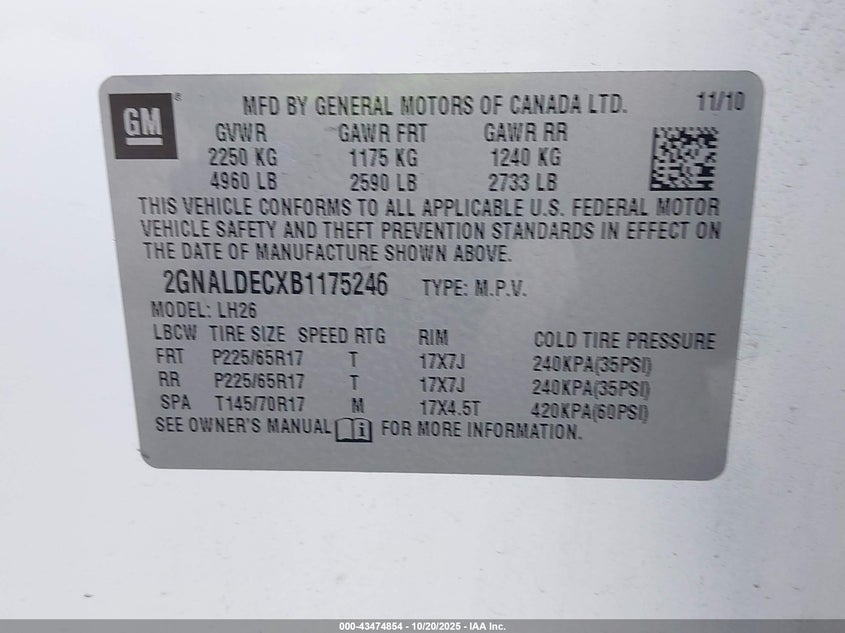 GM®
MFD BY GENERAL MOTORS OF CANADA LTD. 11/10
GVWR GAWR FRT GAWR RR
2250 KG 1175 KG 1240 KG
4960 LB 2590 LB 2733 LB
THIS VEHICLE CONFORMS TO ALL APPLICABLE U.S. FEDERAL MOTOR
VEHICLE SAFETY AND THEFT PREVENTION STANDARDS IN EFFECT ON
THE DATE OF MANUFACTURE SHOWN ABOVE.
2GNALDECXB1175246 TYPE: M.P.V.
MODEL: LH26
LBCW TIRE SIZE SPEED RTG RIM COLD TIRE PRESSURE
FRT P225/65R17 T 17X7J 240KPA(35PSI)
RR P225/65R17 T 17X7J 240KPA(35PSI)
SPA T145/70R17 M 17X4.5T 420KPA(60PSI)
SEE OWNER'S MANUAL FOR MORE INFORMATION.
000-43474854 - 10/20/2025 - IAA Inc.